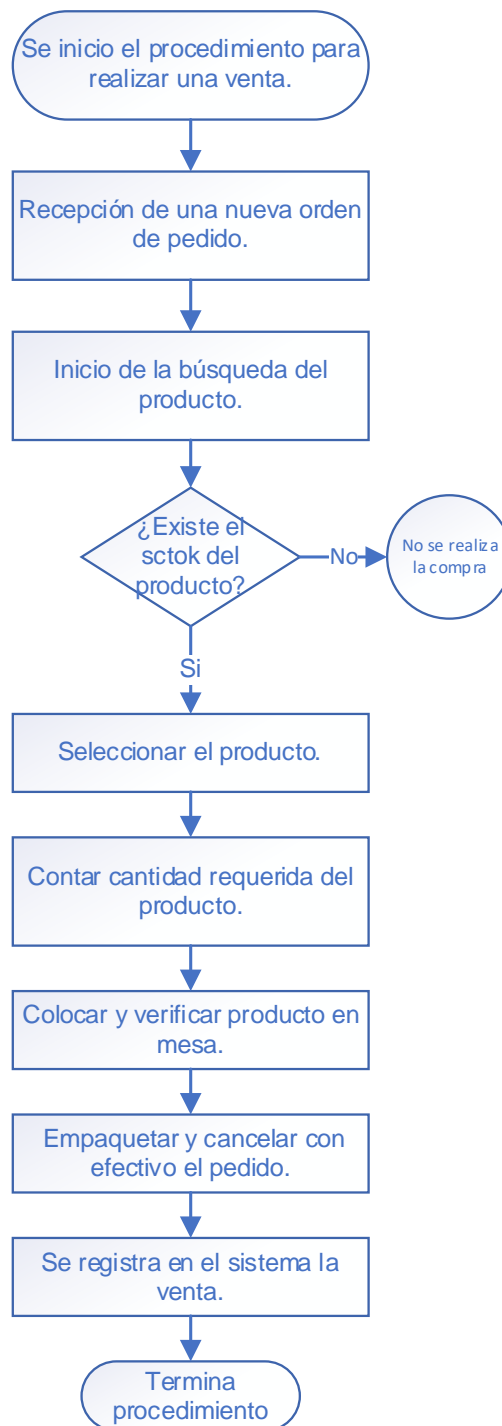 Se inicio el procedimiento para
realizar una venta.
Recepción de una nueva orden
de pedido.
Inicio de la búsqueda del
producto.
¿Existe el
sctok del
producto?
No
No se realiza
la compra
Si
Seleccionar el producto.
Contar cantidad requerida del
producto.
Colocar y verificar producto en
mesa.
Empaquetar y cancelar con
efectivo el pedido.
Se registra en el sistema la
venta.
Termina
procedimiento